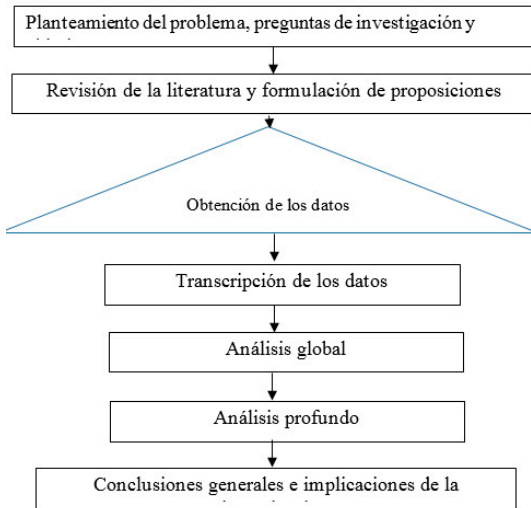 Planteamiento del problema, preguntas de investigación y
Revisión de la literatura y formulación de proposiciones
Obtención de los datos
Transcripción de los datos
Análisis global
Análisis profundo
Conclusiones generales e implicaciones de la